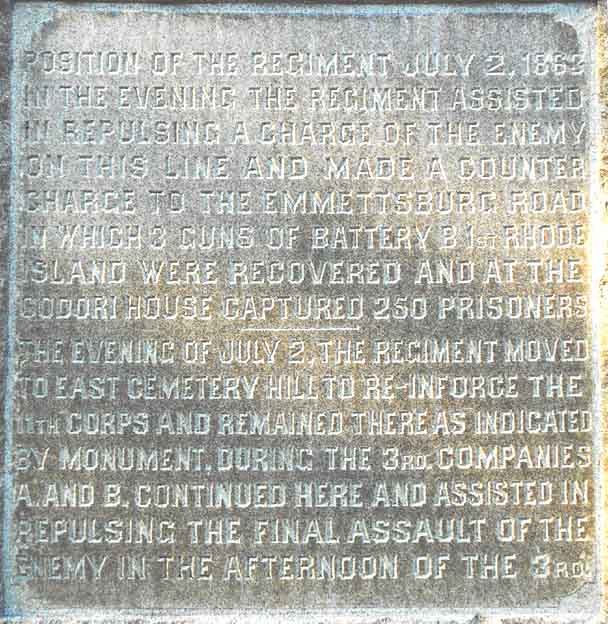 POSITION OF THE REGIMENT JULY 2, 1863
IN THE EVENING THE REGIMENT ASSISTED
IN REPULSING A CHARGE OF THE ENEMY
ON THIS LINE AND MADE A COUNTER
CHARGE TO THE EMMETTSBURG ROAD
IN WHICH 3 GUNS OF BATTERY B 1ST RHODE
ISLAND WERE RECOVERED AND AT THE
CODORI HOUSE CAPTURED 250 PRISONERS
THE EVENING OF JULY 2, THE REGIMENT MOVED
TO EAST CEMETERY HILL TO RE-INFORCE THE
11TH CORPS AND REMAINED THERE AS INDICATED
BY MONUMENT. DURING THE 3RD. COMPANIES
A. AND B. CONTINUED HERE AND ASSISTED IN
REPULSING THE FINAL ASSAULT OF THE
ENEMY IN THE AFTERNOON OF THE 3RD.